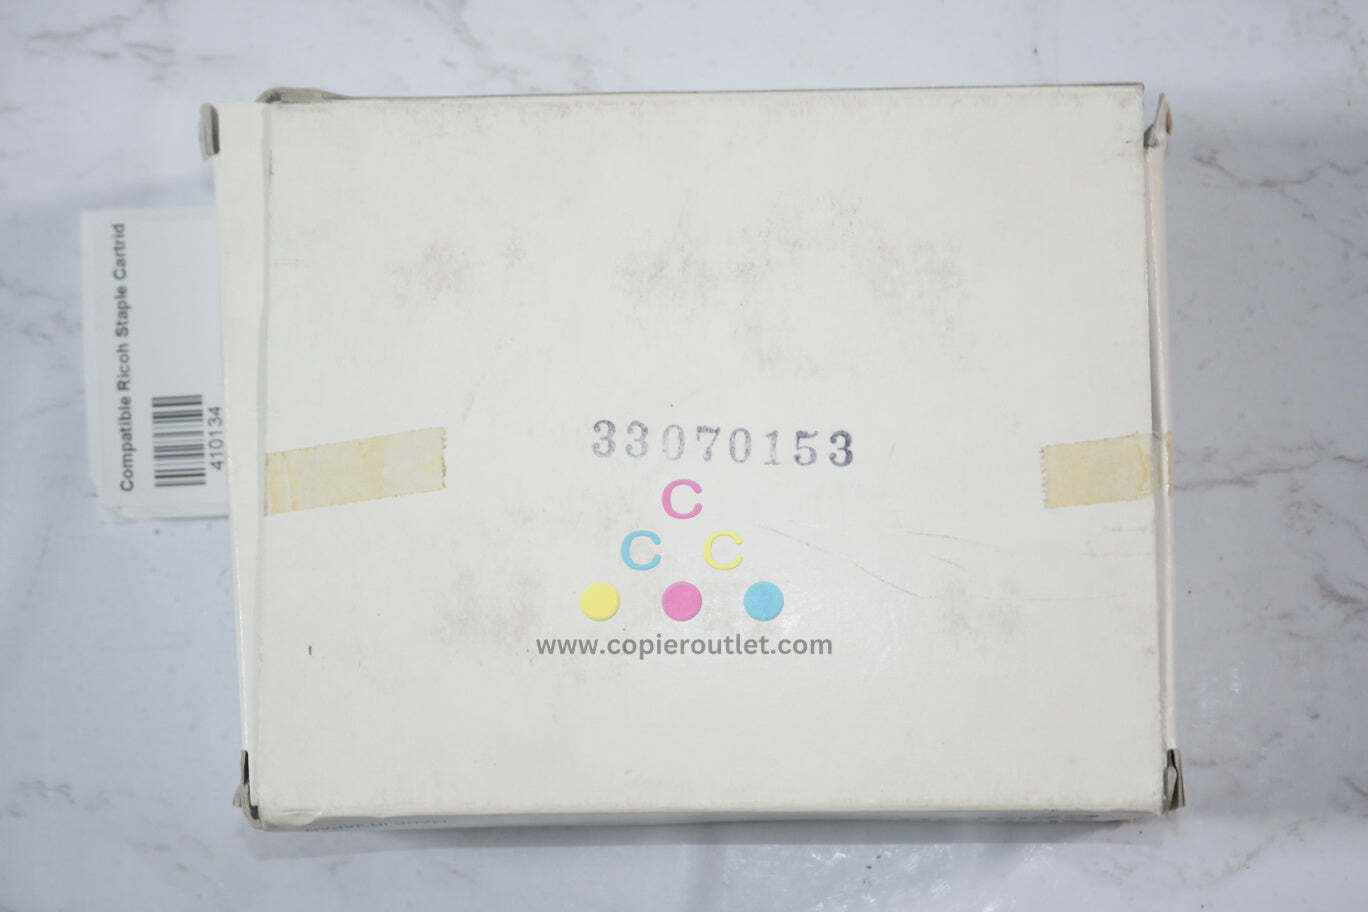 Compatible Ricoh Staple Cartrid
410134
33070153
C
C C
www.copieroutlet.com